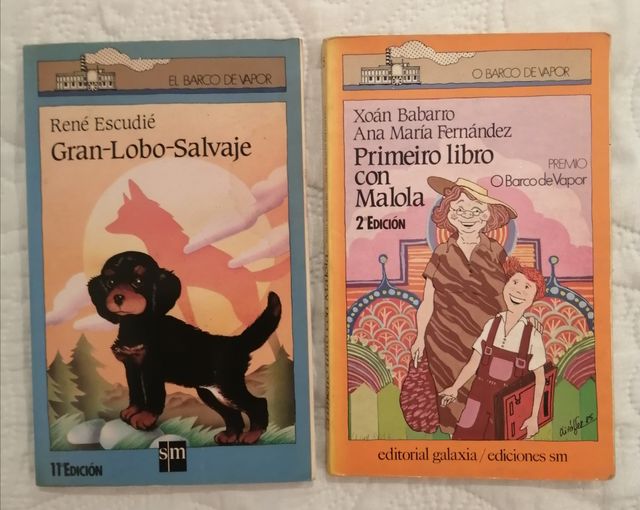 EL BARCO DE VAPOR
René Escudié
Gran-Lobo-Salvaje
11ª EDICIÓN
sm
O BARCO DE VAPOR
Xoán Babarro
Ana María Fernández
Primeiro libro
con
Malola
2ª EDICIÓN
PREMIO
O Barco de Vapor
editorial galaxia/ediciones sm